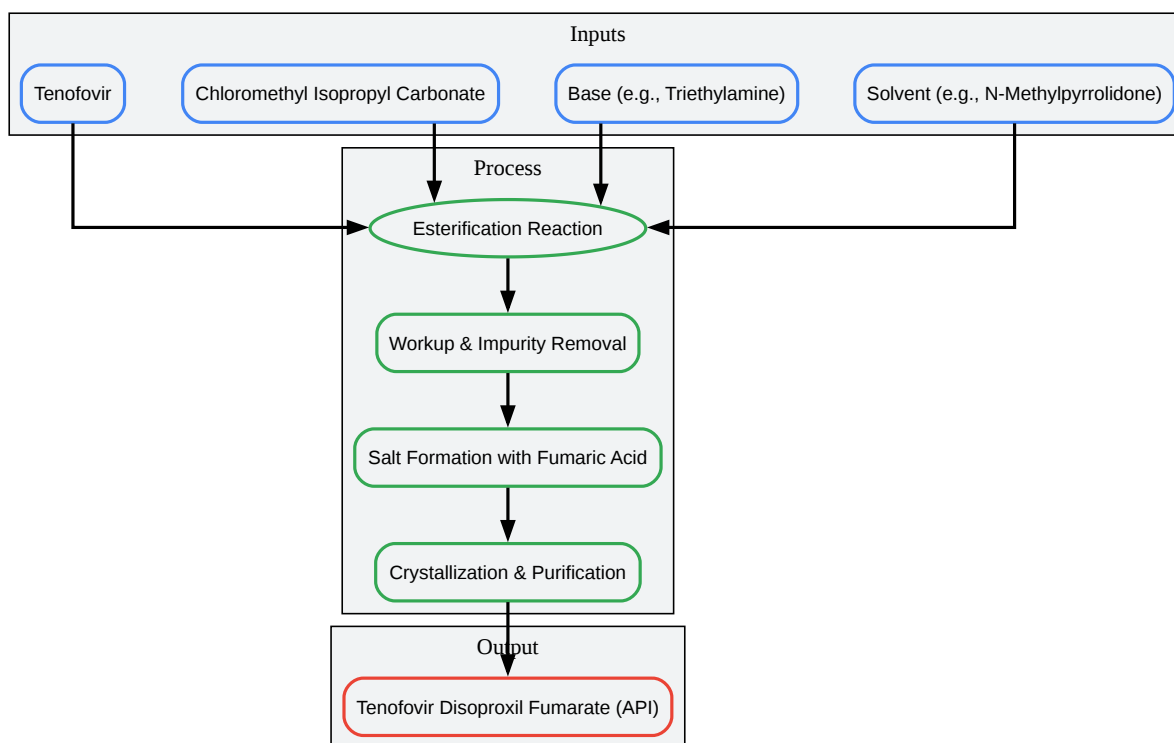 Inputs
Tenofovir
Chloromethyl Isopropyl Carbonate
Base (e.g., Triethylamine)
Solvent (e.g., N-Methylpyrrolidone)
Process
Esterification Reaction
Workup & Impurity Removal
Salt Formation with Fumaric Acid
Crystallization & Purification
Output
Tenofovir Disoproxil Fumarate (API)